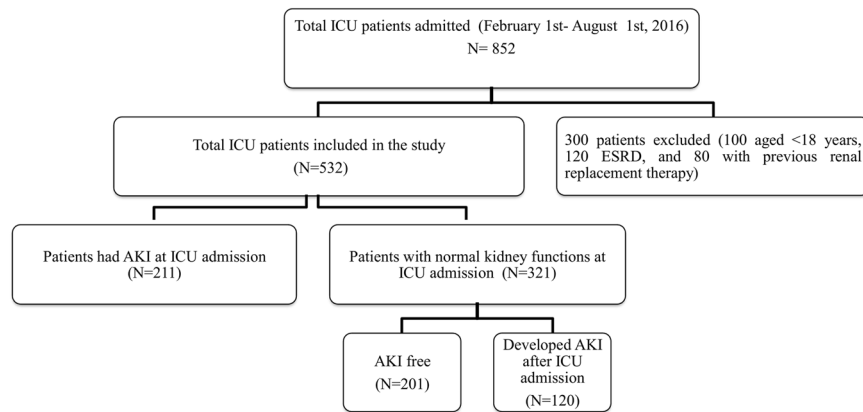 Total ICU patients admitted (February 1st- August 1st, 2016)
N= 852
Total ICU patients included in the study
(N=532)
300 patients excluded (100 aged <18 years,
120 ESRD, and 80 with previous renal
replacement therapy)
Patients had AKI at ICU admission
(N=211)
Patients with normal kidney functions at
ICU admission (N=321)
AKI free
(N=201)
Developed AKI
after ICU
admission
(N=120)